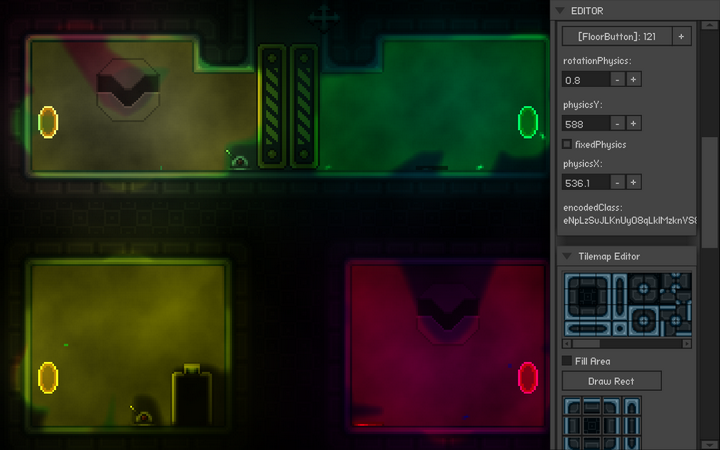 EDITOR
[FloorButton]: 121 +
rotationPhysics:
0.8 - +
physicsY:
588 - +
fixedPhysics
physicsX:
536.1 - +
encodedClass:
Tilemap Editor
Fill Area
Draw Rect